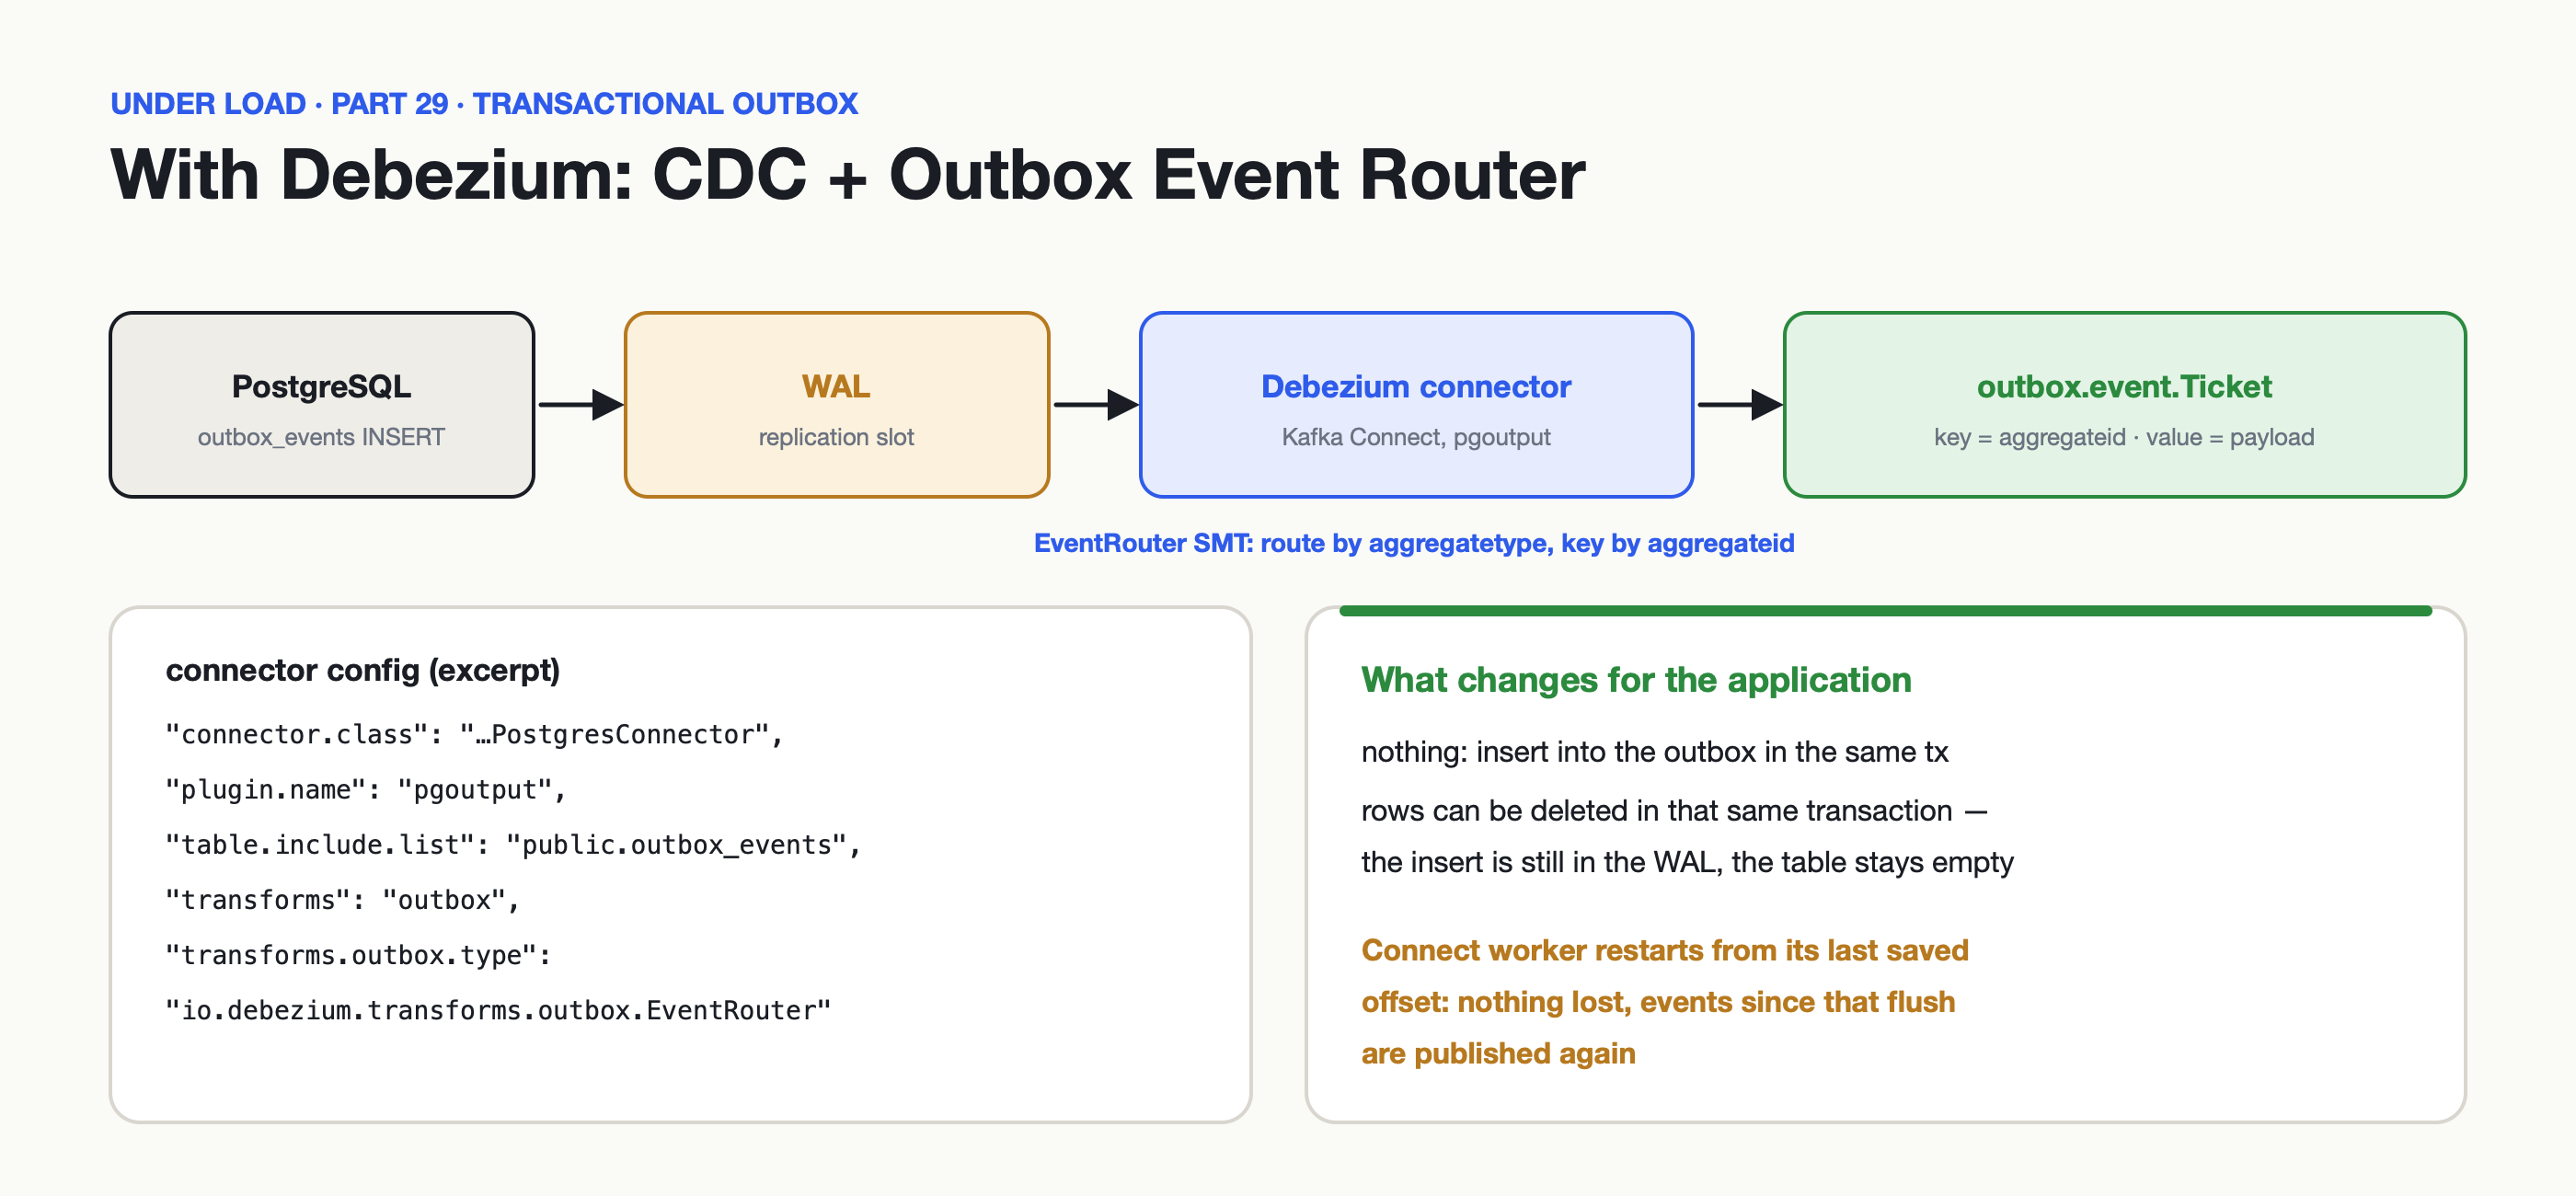 UNDER LOAD · PART 29 · TRANSACTIONAL OUTBOX
With Debezium: CDC + Outbox Event Router
PostgreSQL
outbox_events INSERT
WAL
replication slot
Debezium connector
Kafka Connect, pgoutput
outbox.event.Ticket
key = aggregateid · value = payload
EventRouter SMT: route by aggregatetype, key by aggregateid
connector config (excerpt)
"connector.class": "…PostgresConnector",
"plugin.name": "pgoutput",
"table.include.list": "public.outbox_events",
"transforms": "outbox",
"transforms.outbox.type":
"io.debezium.transforms.outbox.EventRouter"
What changes for the application
nothing: insert into the outbox in the same tx
rows can be deleted in that same transaction —
the insert is still in the WAL, the table stays empty
Connect worker restarts from its last saved
offset: nothing lost, events since that flush
are published again